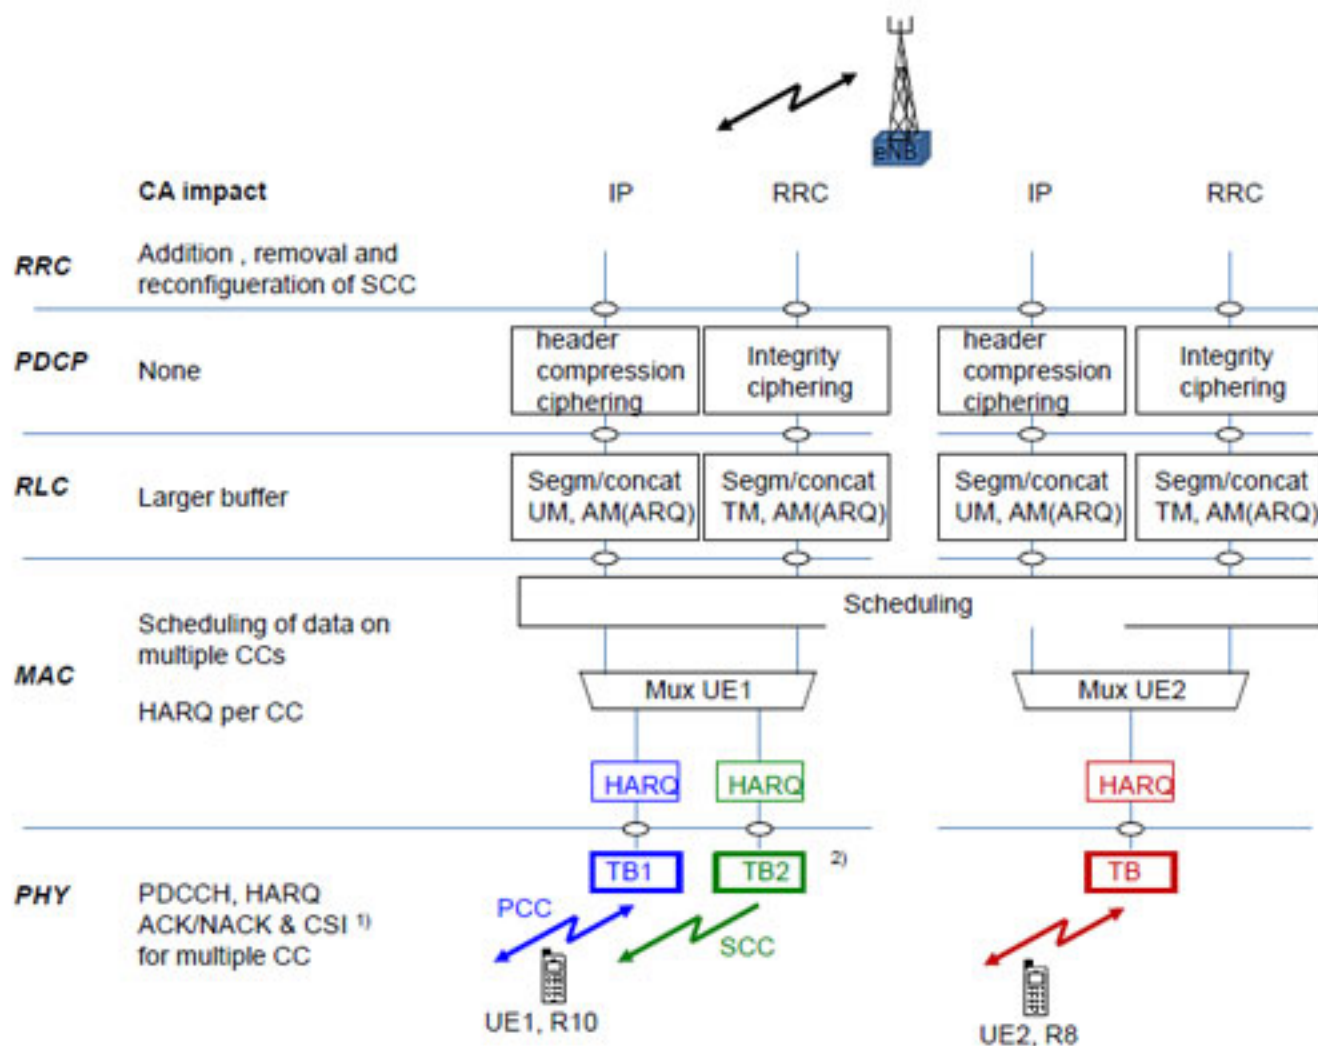 eNB
CA impact IP RRC IP RRC
RRC
Addition , removal and
reconfigueration of SCC
PDCP
None
header
compression
ciphering
Integrity
ciphering
header
compression
ciphering
Integrity
ciphering
RLC
Larger buffer
Segm/concat
UM, AM(ARQ)
Segm/concat
TM, AM(ARQ)
Segm/concat
UM, AM(ARQ)
Segm/concat
TM, AM(ARQ)
Scheduling
MAC
Scheduling of data on
multiple CCs
HARQ per CC
Mux UE1
Mux UE2
HARQ
HARQ
HARQ
PHY
PDCCH, HARQ
ACK/NACK & CSI 1)
for multiple CC
TB1
TB2
2)
TB
PCC
SCC
UE1, R10
UE2, R8